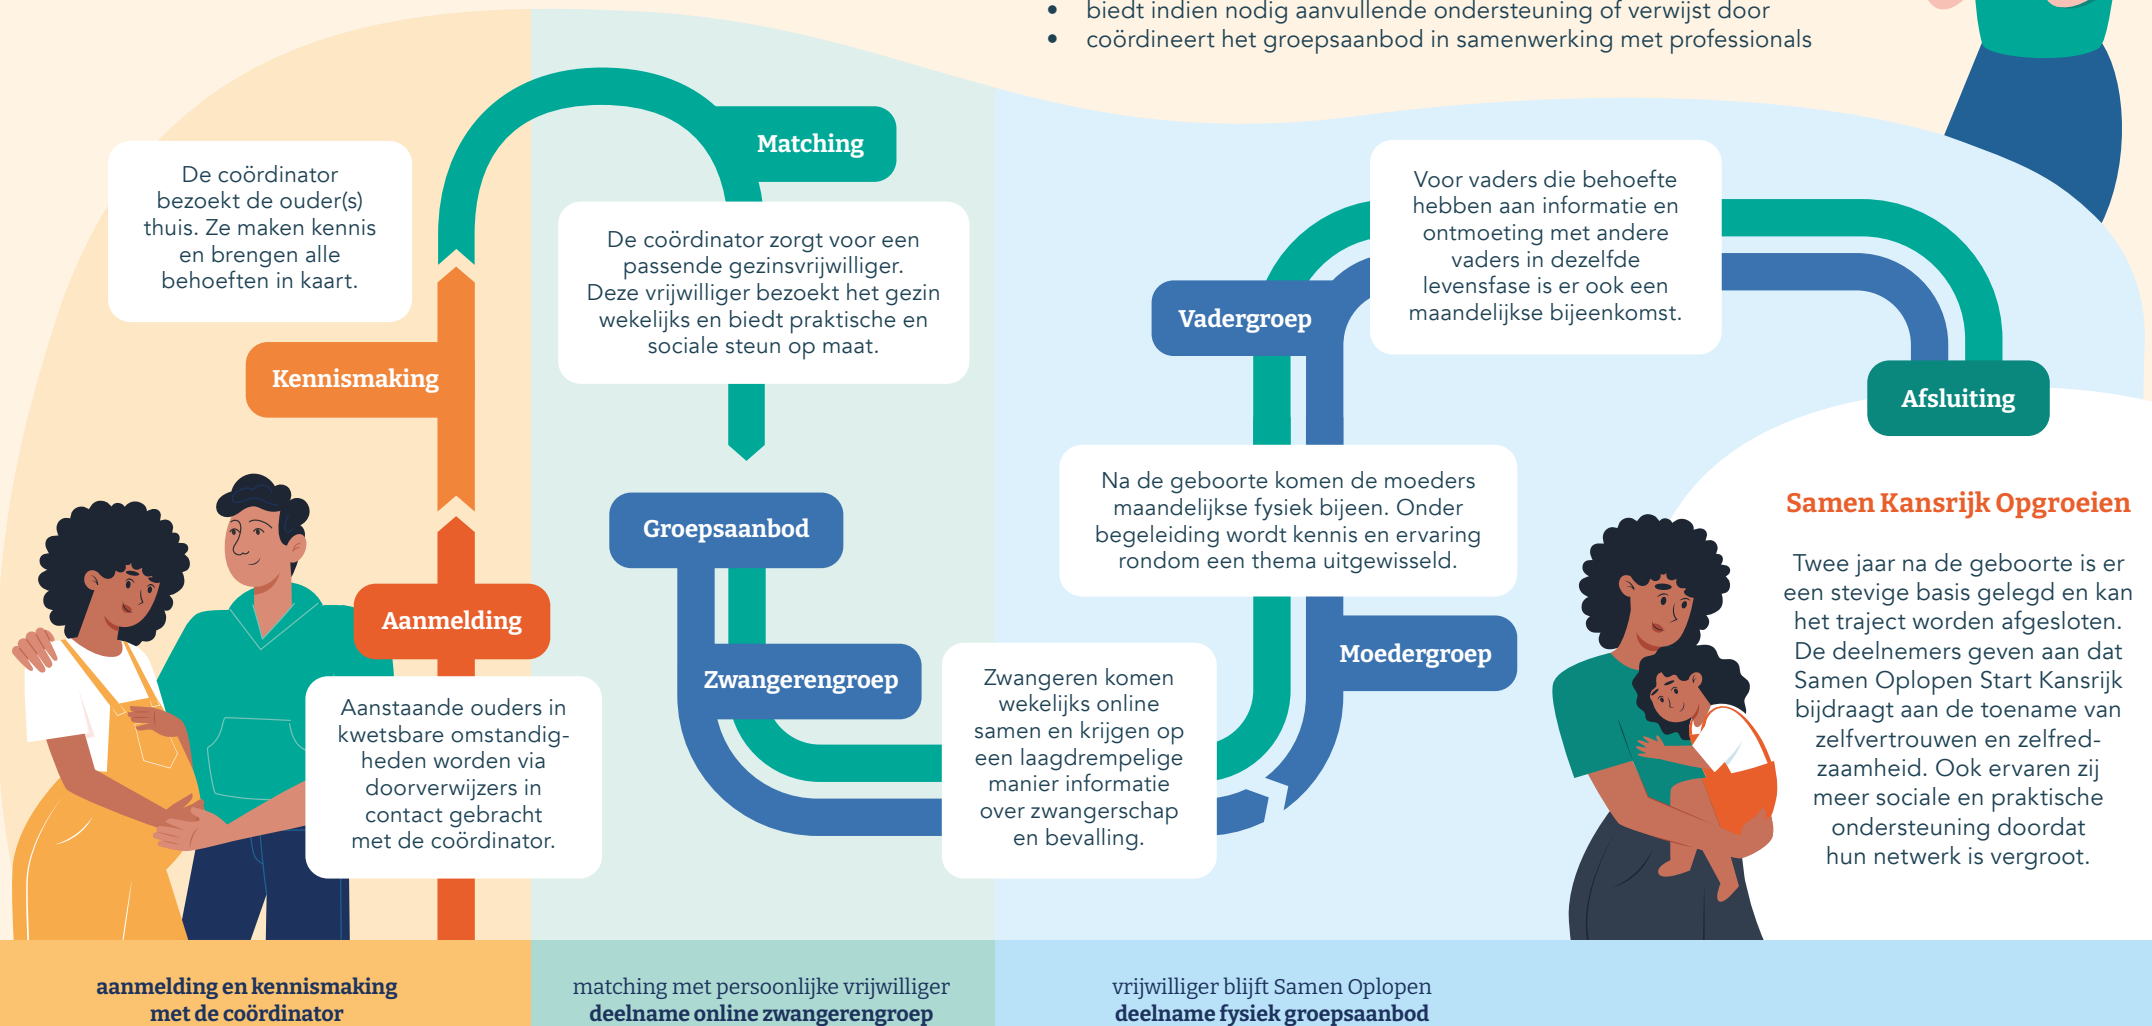 • biedt indien nodig aanvullende ondersteuning of verwijst door
• coördineert het groepsaanbod in samenwerking met professionals
Matching
De coördinator
bezoekt de ouder(s)
thuis. Ze maken kennis
en brengen alle
behoeften in kaart.
Kennismaking
De coördinator zorgt voor een
passende gezinsvrijwilliger.
Deze vrijwilliger bezoekt het gezin
wekelijks en biedt praktische en
sociale steun op maat.
Voor vaders die behoefte
hebben aan informatie en
ontmoeting met andere
vaders in dezelfde
levensfase is er ook een
maandelijkse bijeenkomst.
Vadergroep
Afsluiting
Groepsaanbod
Na de geboorte komen de moeders
maandelijkse fysiek bijeen. Onder
begeleiding wordt kennis en ervaring
rondom een thema uitgewisseld.
Aanmelding
Zwangerengroep
Moedergroep
Aanstaande ouders in
kwetsbare omstandig-
heden worden via
doorverwijzers in
contact gebracht
met de coördinator.
Zwangeren komen
wekelijks online
samen en krijgen op
een laagdrempelige
manier informatie
over zwangerschap
en bevalling.
Samen Kansrijk Opgroeien
Twee jaar na de geboorte is er
een stevige basis gelegd en kan
het traject worden afgesloten.
De deelnemers geven aan dat
Samen Oplopen Start Kansrijk
bijdraagt aan de toename van
zelfvertrouwen en zelfred-
zaamheid. Ook ervaren zij
meer sociale en praktische
ondersteuning doordat
hun netwerk is vergroot.
aanmelding en kennismaking
met de coördinator
matching met persoonlijke vrijwilliger
deelname online zwangerengroep
vrijwilliger blijft Samen Oplopen
deelname fysiek groepsaanbod